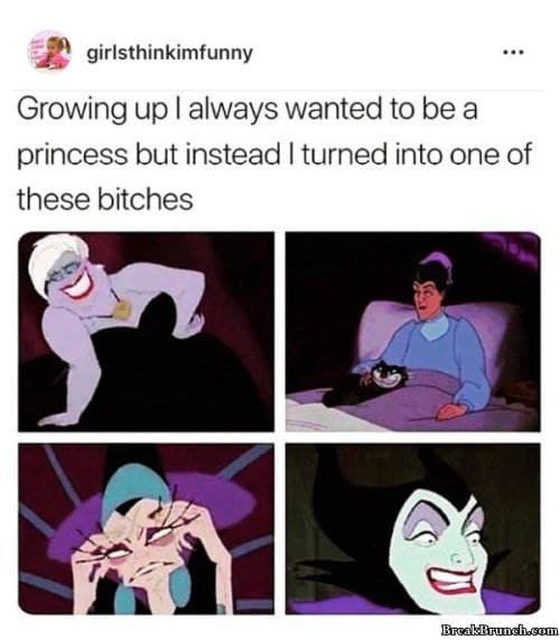 girlsthinkimfunny
Growing up I always wanted to be a
princess but instead I turned into one of
these bitches
BreakBrunch.com